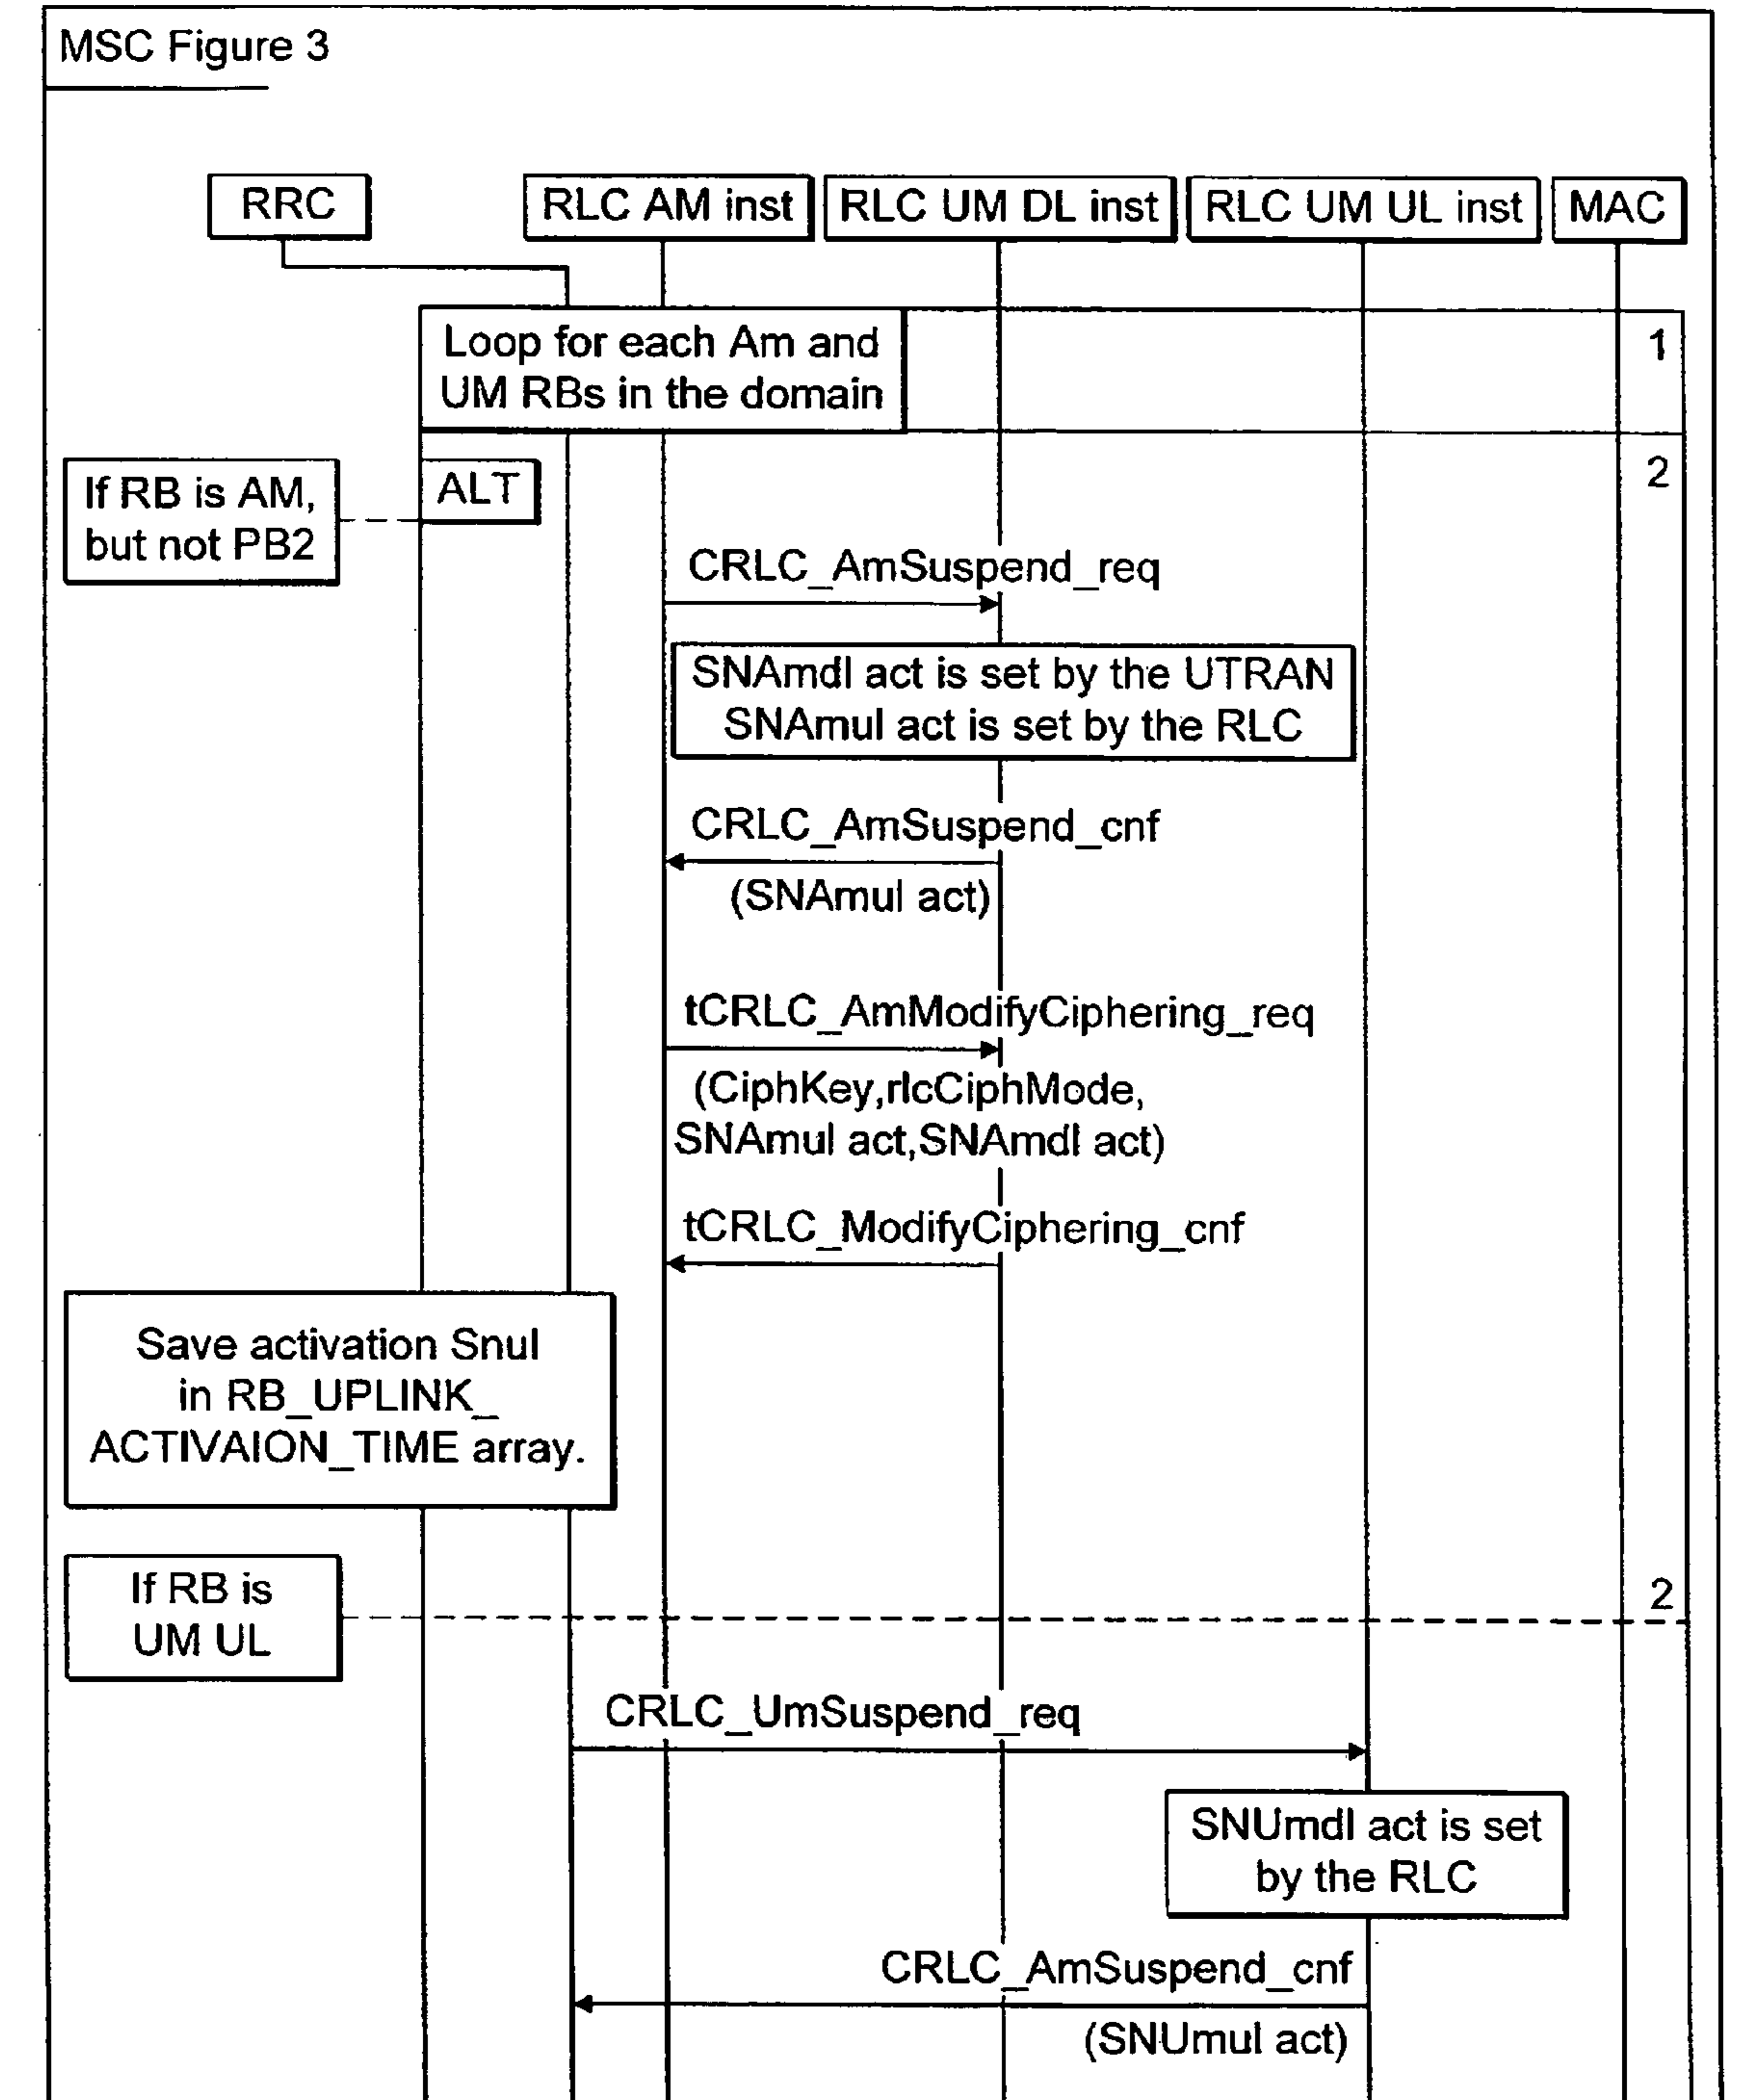 MSC Figure 3
RRC
RLC AM inst
RLC UM DL inst
RLC UM UL inst
MAC
Loop for each Am and
UM RBs in the domain
1
2
If RB is AM,
but not PB2
ALT
CRLC_AmSuspend_req
SNAmdl act is set by the UTRAN
SNAmul act is set by the RLC
CRLC_AmSuspend_cnf
(SNAmul act)
tCRLC_AmModifyCiphering_req
(CiphKey,rlcCiphMode,
SNAmul act,SNAmdl act)
tCRLC_ModifyCiphering_cnf
Save activation Snul
in RB_UPLINK_
ACTIVAION_TIME array.
If RB is
UM UL
2
CRLC_UmSuspend_req
SNUmdl act is set
by the RLC
CRLC_AmSuspend_cnf
(SNUmul act)